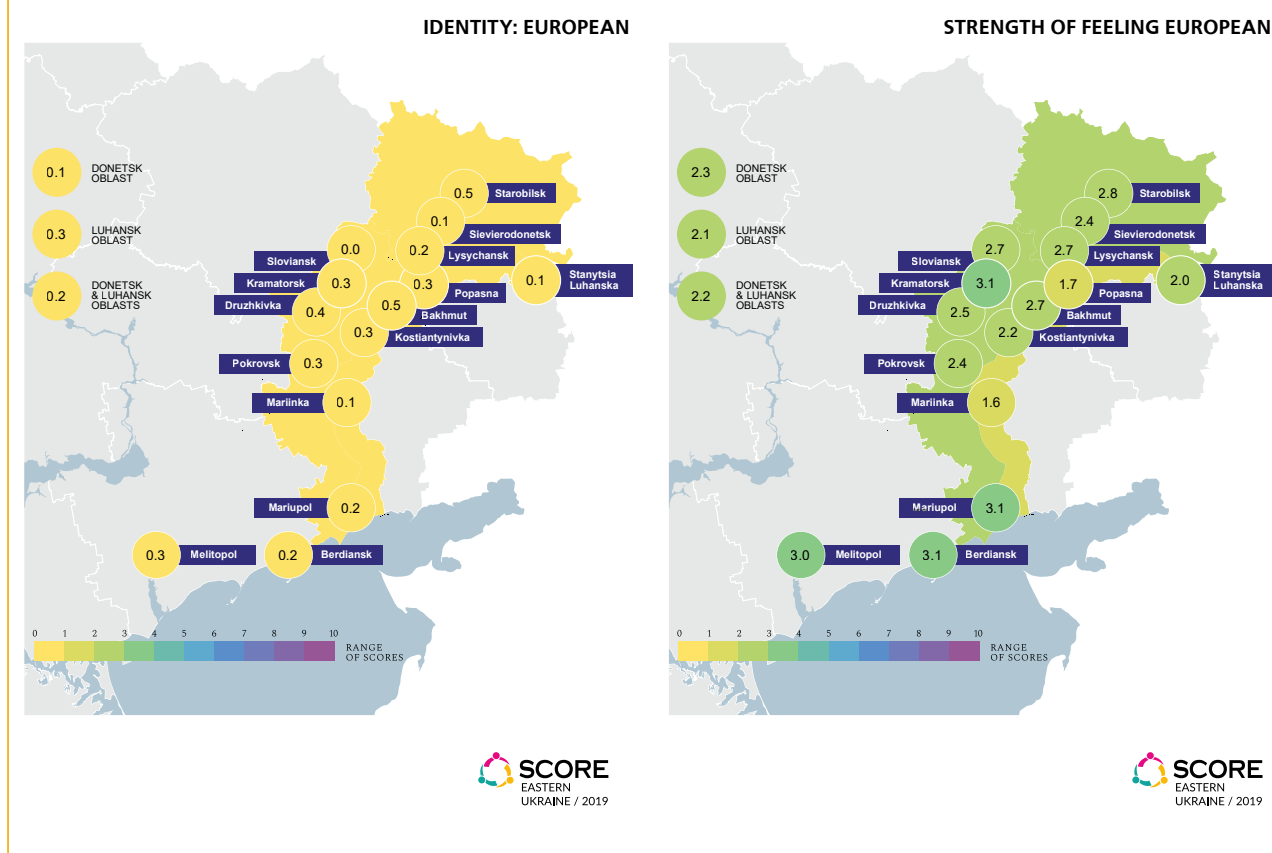 IDENTITY: EUROPEAN
0.1
DONETSK
OBLAST
0.3
LUHANSK
OBLAST
0.2
DONETSK
& LUHANSK
OBLASTS
0.5
Starobilsk
0.1
Sievierodonetsk
0.0
Sloviansk
0.2
Lysychansk
0.3
Kramatorsk
0.3
Popasna
0.1
Stanytsia
Luhanska
0.4
Druzhkivka
0.5
Bakhmut
0.3
Kostiantynivka
0.3
Pokrovsk
0.1
Mariinka
0.2
Mariupol
0.3
Melitopol
0.2
Berdiansk
0 1 2 3 4 5 6 7 8 9 10
RANGE
OF SCORES
SCORE
EASTERN
UKRAINE / 2019
STRENGTH OF FEELING EUROPEAN
2.3
DONETSK
OBLAST
2.1
LUHANSK
OBLAST
2.2
DONETSK
& LUHANSK
OBLASTS
2.8
Starobilsk
2.4
Sievierodonetsk
2.7
Sloviansk
2.7
Lysychansk
3.1
Kramatorsk
1.7
Popasna
2.0
Stanytsia
Luhanska
2.5
Druzhkivka
2.7
Bakhmut
2.2
Kostiantynivka
2.4
Pokrovsk
1.6
Mariinka
3.1
Mariupol
3.0
Melitopol
3.1
Berdiansk
0 1 2 3 4 5 6 7 8 9 10
RANGE
OF SCORES
SCORE
EASTERN
UKRAINE / 2019